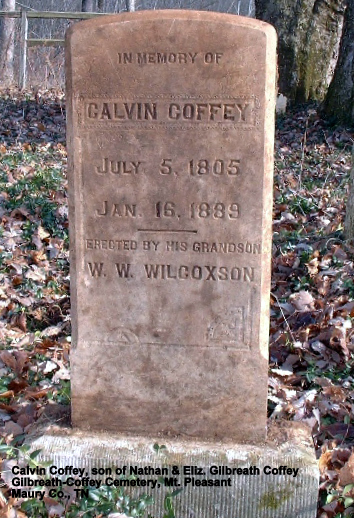 IN MEMORY OF
CALVIN COFFEY
JULY 5, 1805
JAN. 16, 1889
ERECTED BY HIS GRANDSON
W. W. WILCOXSON
Calvin Coffey, son of Nathan & Eliz. Gilbreath Coffey
Gilbreath-Coffey Cemetery, Mt. Pleasant
Maury Co., TN